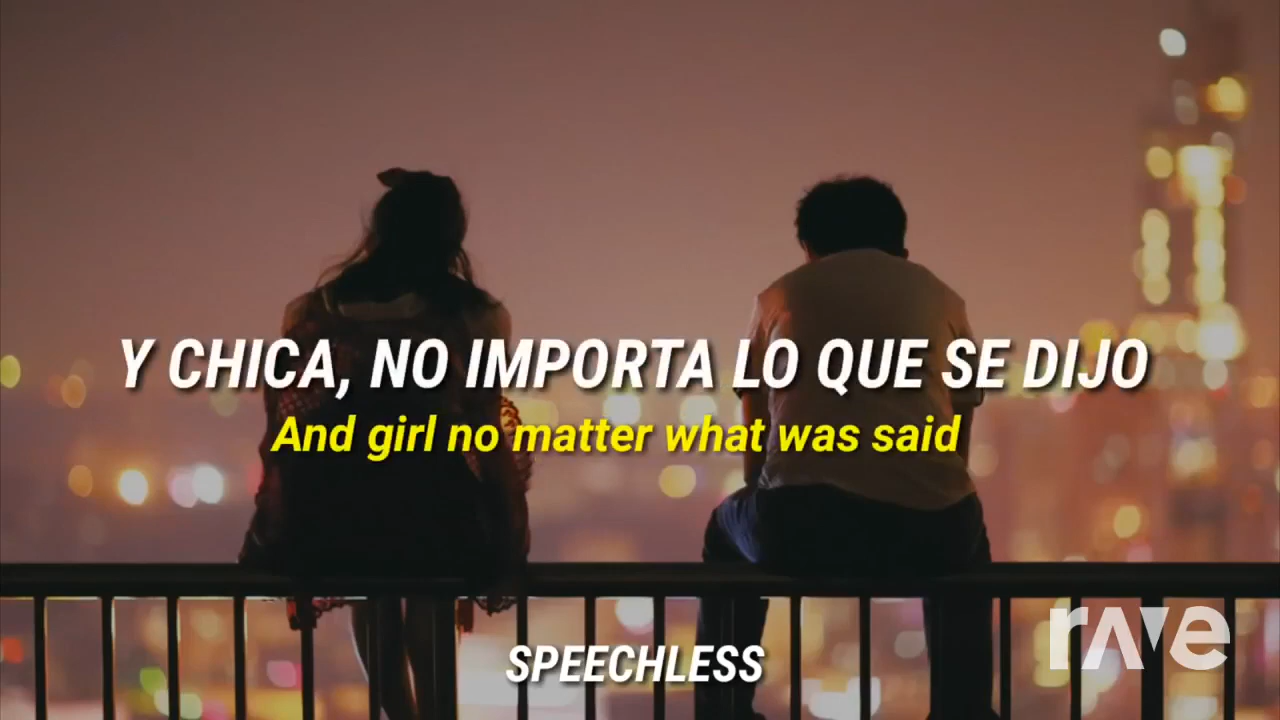 Y CHICA, NO IMPORTA LO QUE SE DIJO
And girl no matter what was said
SPEECHLESS
rave